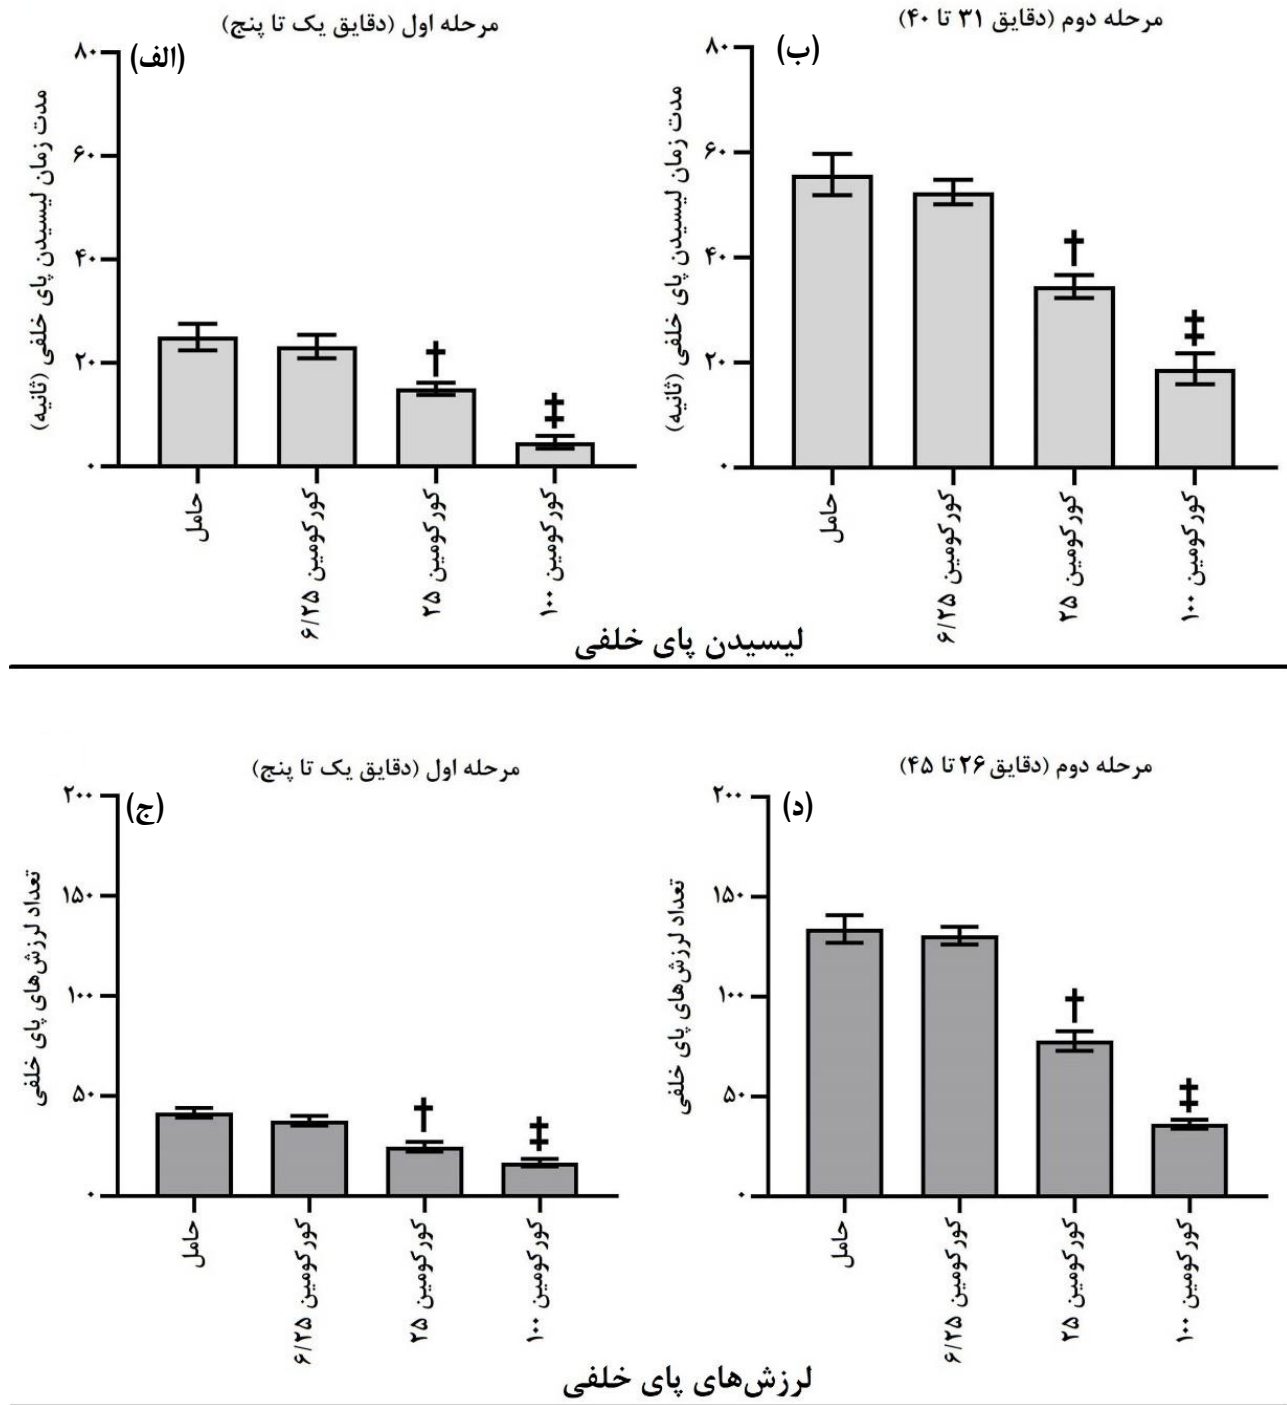 مرحله اول (دقایق یک تا پنج)
(الف)
مدت زمان لیسیدن پای خلفی (ثانیه)
۸۰
۶۰
۴۰
۲۰
۰
حامل
کورکومین ۶/۲۵
کورکومین ۲۵
کورکومین ۱۰۰
مرحله دوم (دقایق ۳۱ تا ۴۰)
(ب)
مدت زمان لیسیدن پای خلفی (ثانیه)
۸۰
۶۰
۴۰
۲۰
۰
حامل
کورکومین ۶/۲۵
کورکومین ۲۵
کورکومین ۱۰۰
† ‡
† ‡
لیسیدن پای خلفی
مرحله اول (دقایق یک تا پنج)
(ج)
تعداد لرزش‌های پای خلفی
۲۰۰
۱۵۰
۱۰۰
۵۰
۰
حامل
کورکومین ۶/۲۵
کورکومین ۲۵
کورکومین ۱۰۰
مرحله دوم (دقایق ۲۶ تا ۴۵)
(د)
تعداد لرزش‌های پای خلفی
۲۰۰
۱۵۰
۱۰۰
۵۰
۰
حامل
کورکومین ۶/۲۵
کورکومین ۲۵
کورکومین ۱۰۰
† ‡
† ‡
لرزش‌های پای خلفی